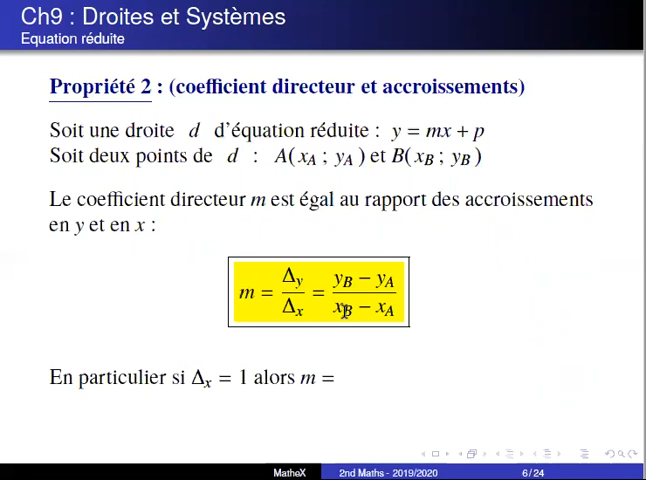 Ch9 : Droites et Systèmes
Equation réduite
Propriété 2 : (coefficient directeur et accroissements)
Soit une droite d d'équation réduite : y = mx + p
Soit deux points de d : A( x_A ; y_A ) et B( x_B ; y_B )
Le coefficient directeur m est égal au rapport des accroissements
en y et en x :
m = Δ_y / Δ_x = (y_B − y_A) / (x_B − x_A)
En particulier si Δ_x = 1 alors m =
MatheX 2nd Maths - 2019/2020 6/24